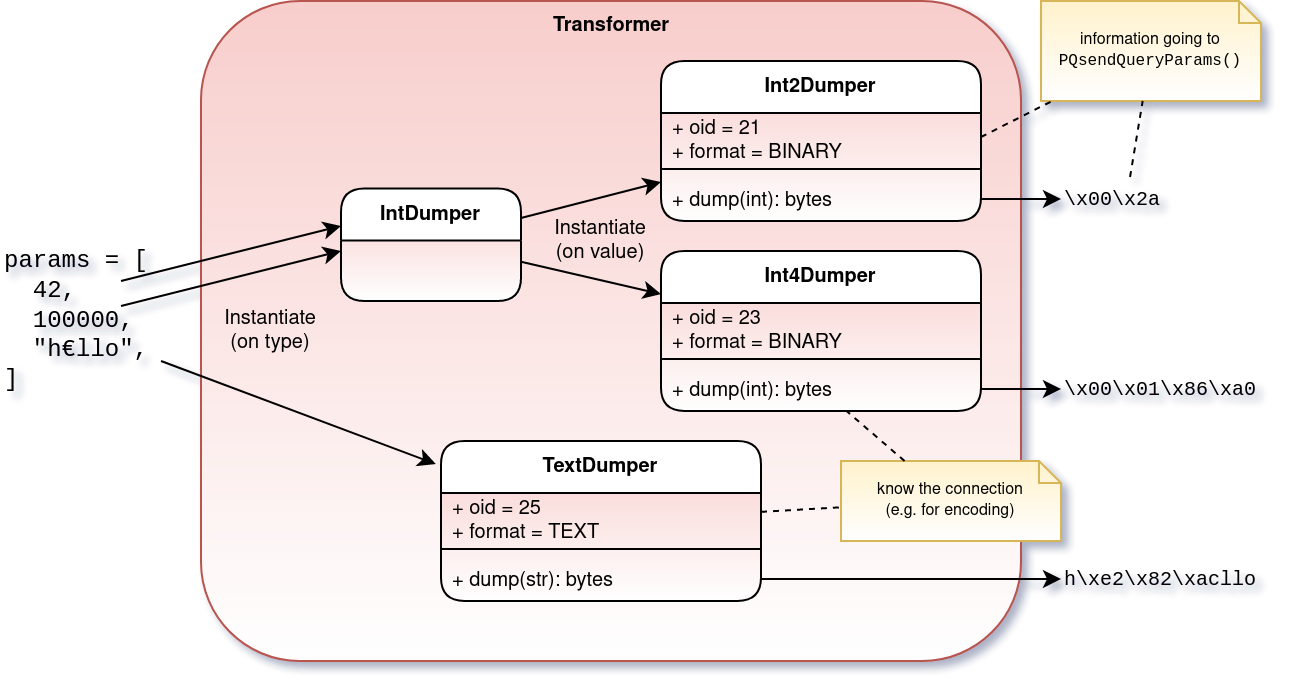 Transformer
information going to
PQsendQueryParams()
Int2Dumper
+ oid = 21
+ format = BINARY
+ dump(int): bytes
\x00\x2a
IntDumper
Instantiate
(on value)
params = [
  42,
  100000,
  "h€llo",
]
Instantiate
(on type)
Int4Dumper
+ oid = 23
+ format = BINARY
+ dump(int): bytes
\x00\x01\x86\xa0
TextDumper
+ oid = 25
+ format = TEXT
+ dump(str): bytes
know the connection
(e.g. for encoding)
h\xe2\x82\xacllo